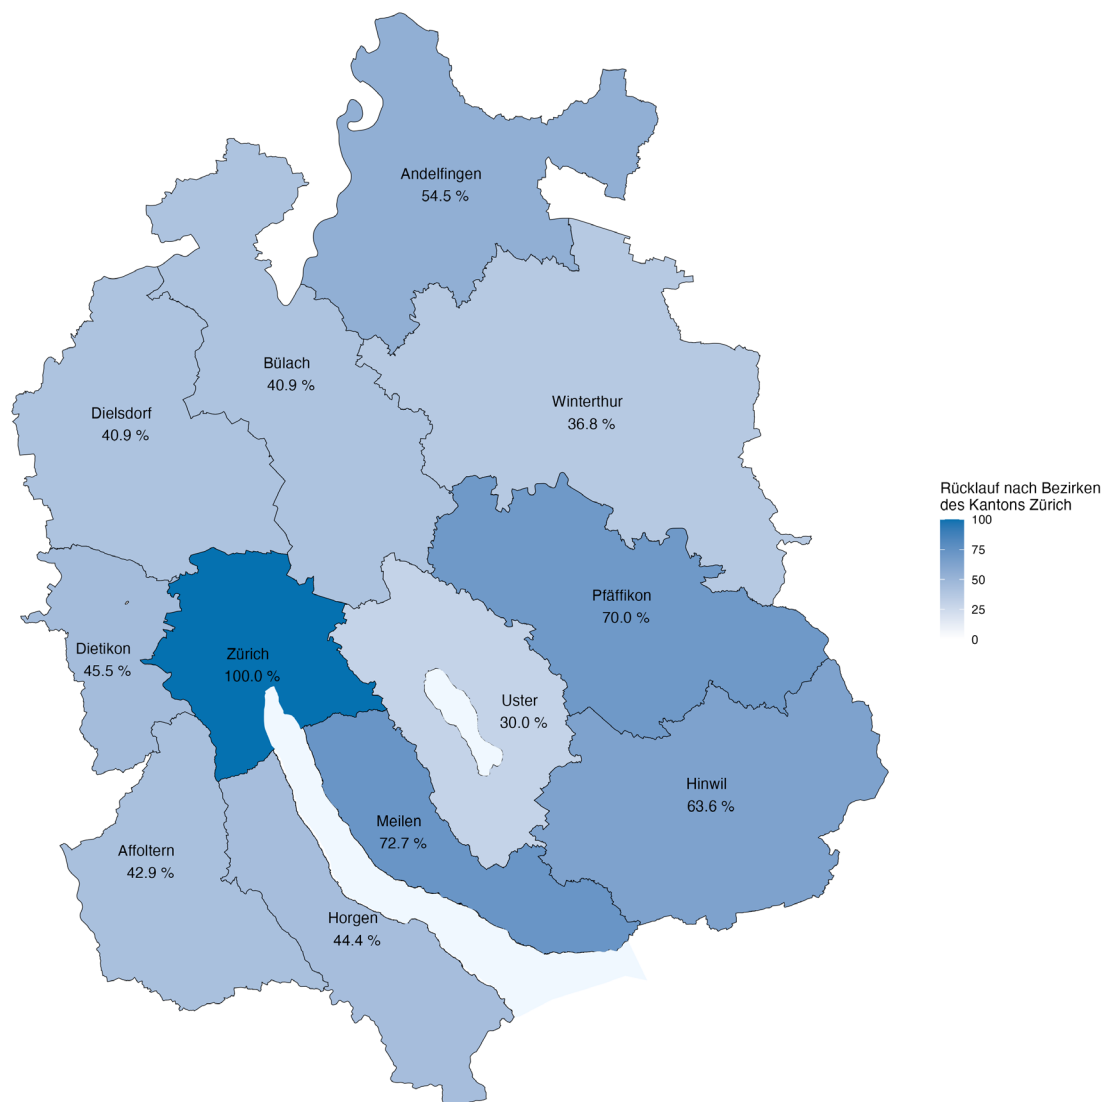 Andelfingen
54.5 %
Bülach
40.9 %
Winterthur
36.8 %
Dielsdorf
40.9 %
Rücklauf nach Bezirken
des Kantons Zürich
100
75
50
25
0
Pfäffikon
70.0 %
Dietikon
45.5 %
Zürich
100.0 %
Uster
30.0 %
Hinwil
63.6 %
Meilen
72.7 %
Affoltern
42.9 %
Horgen
44.4 %